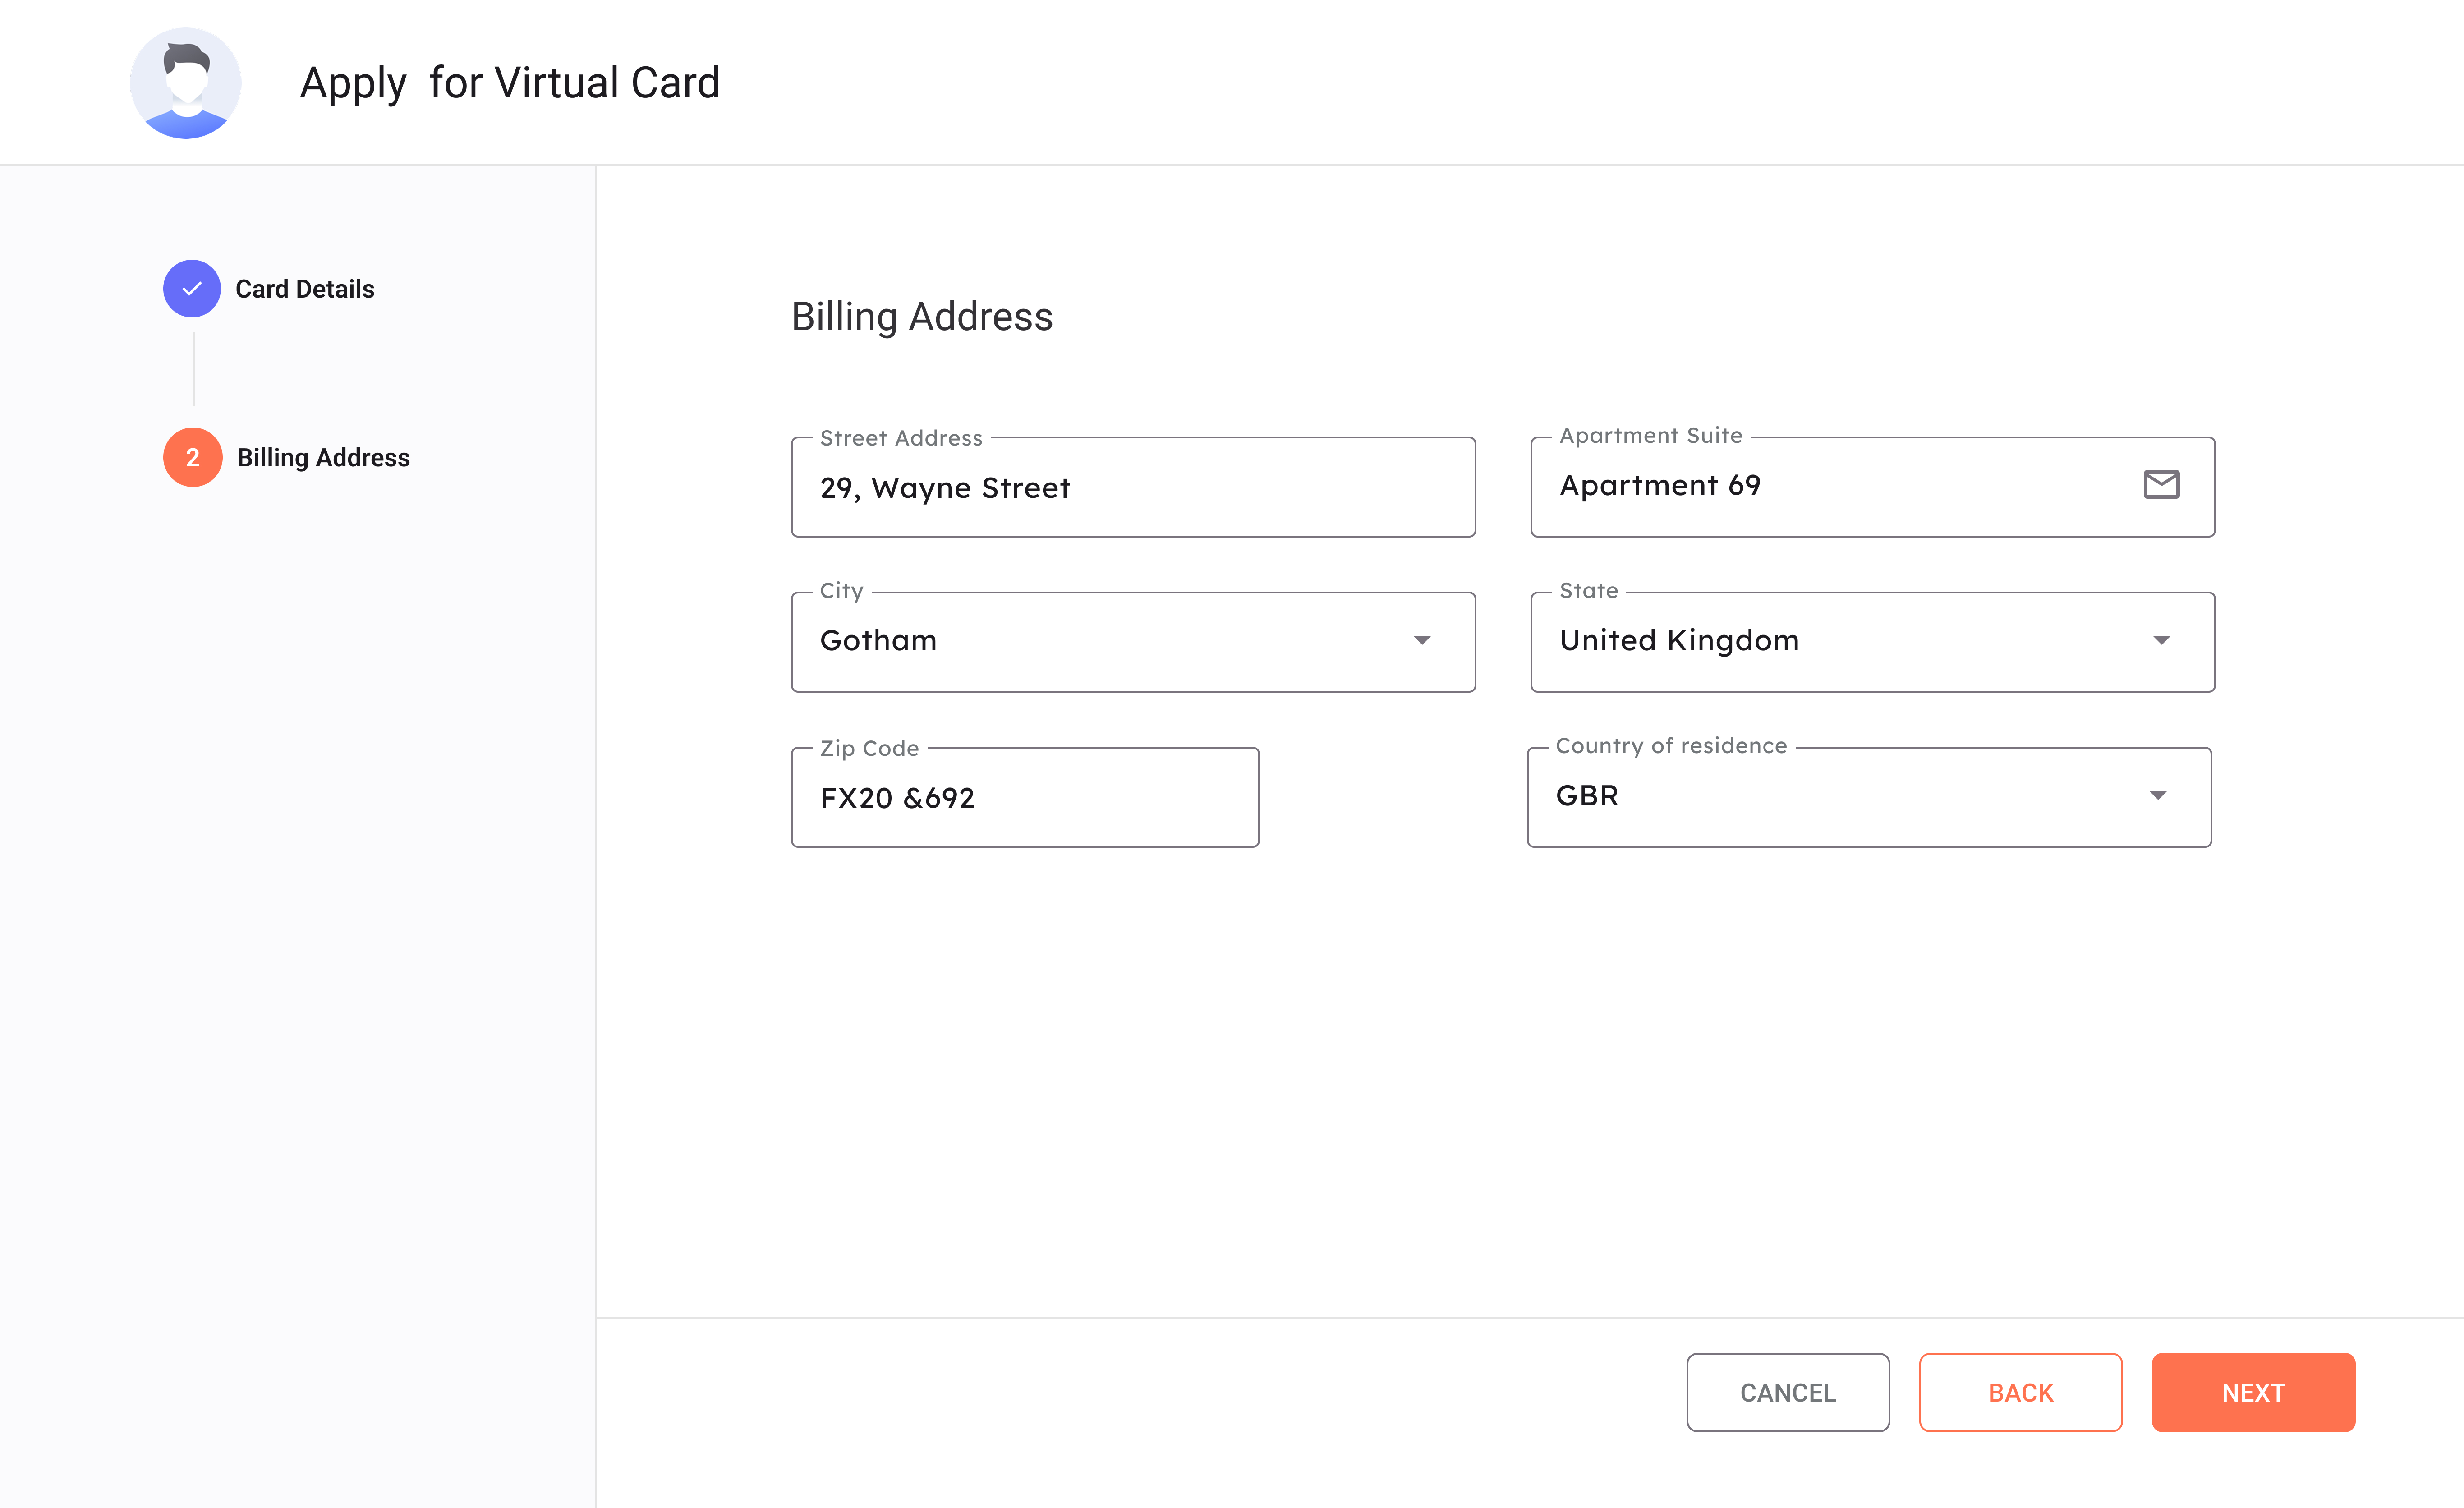 Apply  for Virtual Card
Card Details
2
Billing Address
Billing Address
Street Address
29, Wayne Street
Apartment Suite
Apartment 69
City
Gotham
State
United Kingdom
Zip Code
FX20 &692
Country of residence
GBR
CANCEL
BACK
NEXT